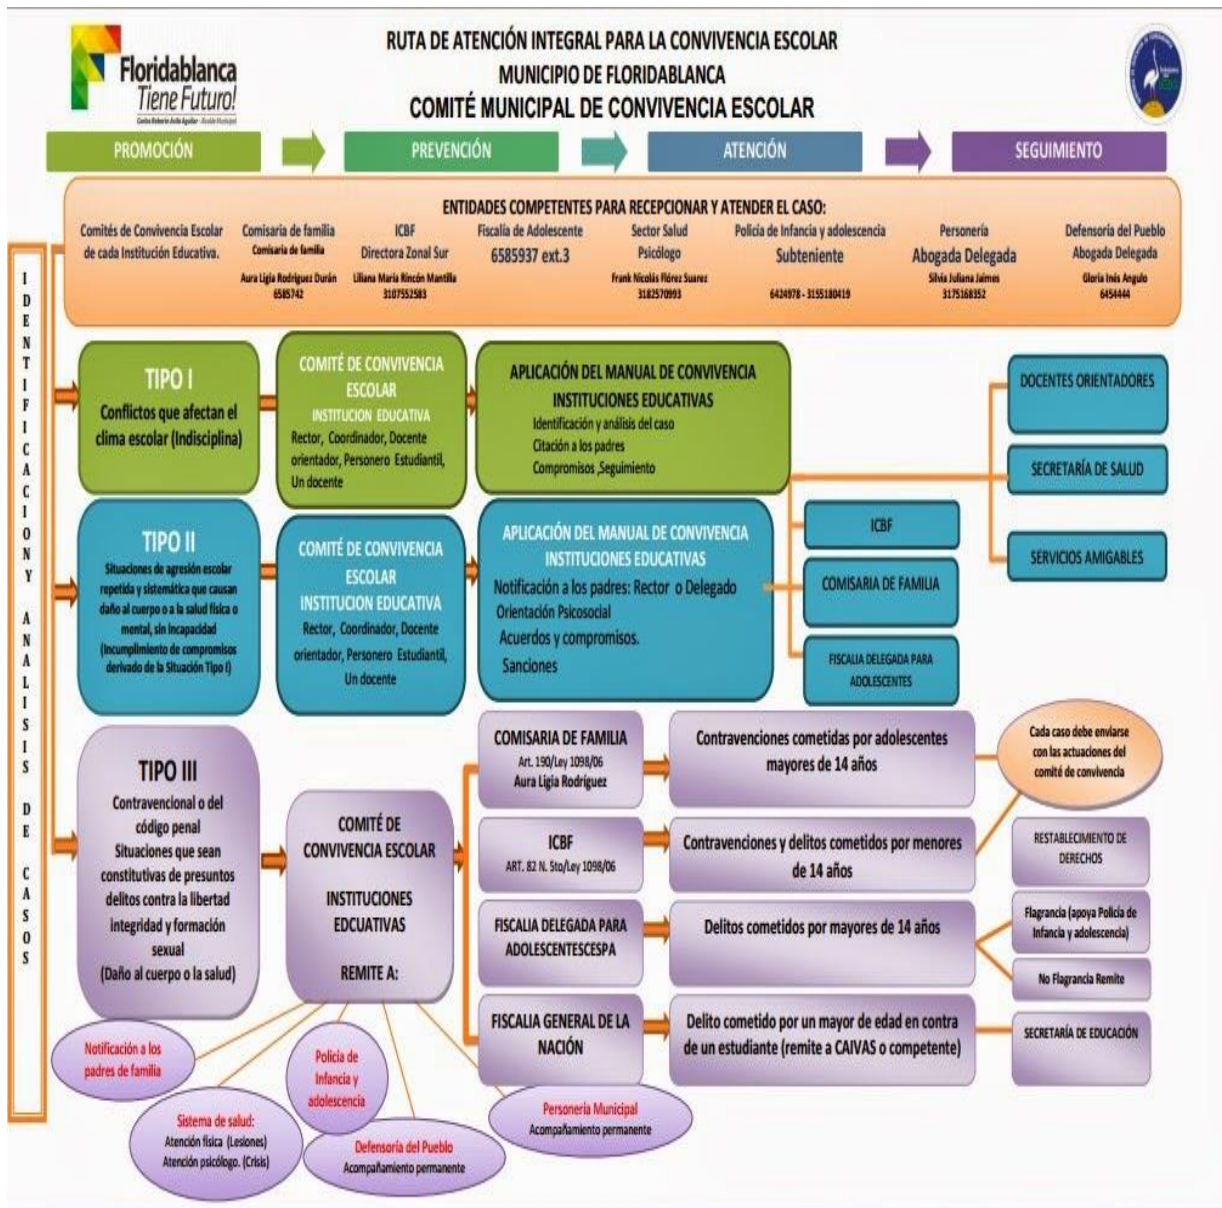 Floridablanca
Tiene Futuro!
Carlos Roberto Avila Aguilar - Alcalde Municipal
RUTA DE ATENCIÓN INTEGRAL PARA LA CONVIVENCIA ESCOLAR
MUNICIPIO DE FLORIDABLANCA
COMITÉ MUNICIPAL DE CONVIVENCIA ESCOLAR
PROMOCIÓN
PREVENCIÓN
ATENCIÓN
SEGUIMIENTO
ENTIDADES COMPETENTES PARA RECEPCIONAR Y ATENDER EL CASO:
Comités de Convivencia Escolar
de cada Institución Educativa.
Comisaria de familia
Comisaria de familia
Aura Ligia Rodríguez Durán
6585742
ICBF
Directora Zonal Sur
Liliana María Rincón Mantilla
3107552583
Fiscalía de Adolescente
6585937 ext.3
Sector Salud
Psicólogo
Frank Nicolás Flórez Suarez
3182570993
Policía de Infancia y adolescencia
Subteniente
6424978 - 3155180419
Personería
Abogada Delegada
Silvia Juliana Jaimes
3175168352
Defensoría del Pueblo
Abogada Delegada
Gloria Inés Angulo
6454444
IDENTIFICACION Y ANALISIS DE CASOS
TIPO I
Conflictos que afectan el
clima escolar (Indisciplina)
COMITÉ DE CONVIVENCIA
ESCOLAR
INSTITUCION EDUCATIVA
Rector, Coordinador, Docente
orientador, Personero Estudiantil,
Un docente
APLICACIÓN DEL MANUAL DE CONVIVENCIA
INSTITUCIONES EDUCATIVAS
Identificación y análisis del caso
Citación a los padres
Compromisos ,Seguimiento
DOCENTES ORIENTADORES
SECRETARÍA DE SALUD
SERVICIOS AMIGABLES
TIPO II
Situaciones de agresión escolar
repetida y sistemática que causan
daño al cuerpo o a la salud física o
mental, sin Incapacidad
(Incumplimiento de compromisos
derivado de la Situación Tipo I)
COMITÉ DE CONVIVENCIA
ESCOLAR
INSTITUCION EDUCATIVA
Rector, Coordinador, Docente
orientador, Personero Estudiantil,
Un docente
APLICACIÓN DEL MANUAL DE CONVIVENCIA
INSTITUCIONES EDUCATIVAS
Notificación a los padres: Rector o Delegado
Orientación Psicosocial
Acuerdos y compromisos.
Sanciones
ICBF
COMISARIA DE FAMILIA
FISCALIA DELEGADA PARA
ADOLESCENTES
TIPO III
Contravencional o del
código penal
Situaciones que sean
constitutivas de presuntos
delitos contra la libertad
integridad y formación
sexual
(Daño al cuerpo o la salud)
COMITÉ DE
CONVIVENCIA ESCOLAR
INSTITUCIONES
EDCUATIVAS
REMITE A:
COMISARIA DE FAMILIA
Art. 190/Ley 1098/06
Aura Ligia Rodríguez
Contravenciones cometidas por adolescentes
mayores de 14 años
Cada caso debe enviarse
con las actuaciones del
comité de convivencia
ICBF
ART. 82 N. 5to/Ley 1098/06
Contravenciones y delitos cometidos por menores
de 14 años
RESTABLECIMIENTO DE
DERECHOS
FISCALIA DELEGADA PARA
ADOLESCENTESCESPA
Delitos cometidos por mayores de 14 años
Flagrancia (apoya Policía de
Infancia y adolescencia)
No Flagrancia Remite
FISCALIA GENERAL DE LA
NACIÓN
Delito cometido por un mayor de edad en contra
de un estudiante (remite a CAIVAS o competente)
SECRETARÍA DE EDUCACIÓN
Notificación a los
padres de familia
Sistema de salud:
Atención física (Lesiones)
Atención psicólogo. (Crisis)
Policía de
Infancia y
adolescencia
Defensoría del Pueblo
Acompañamiento permanente
Personería Municipal
Acompañamiento permanente